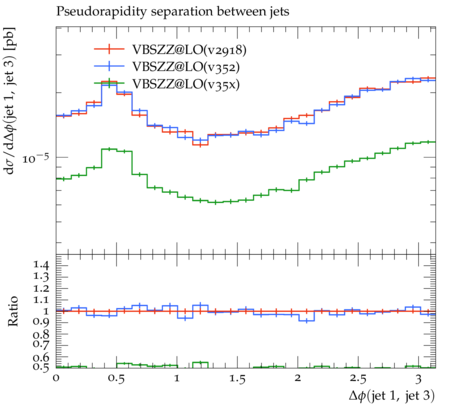 Pseudorapidity separation between jets
dσ/dΔϕ(jet 1, jet 3) [pb]
VBSZZ@LO(v2918)
VBSZZ@LO(v352)
VBSZZ@LO(v35x)
10⁻⁵
Ratio
1.4
1.3
1.2
1.1
1
0.9
0.8
0.7
0.6
0.5
0 0.5 1 1.5 2 2.5 3
Δϕ(jet 1, jet 3)